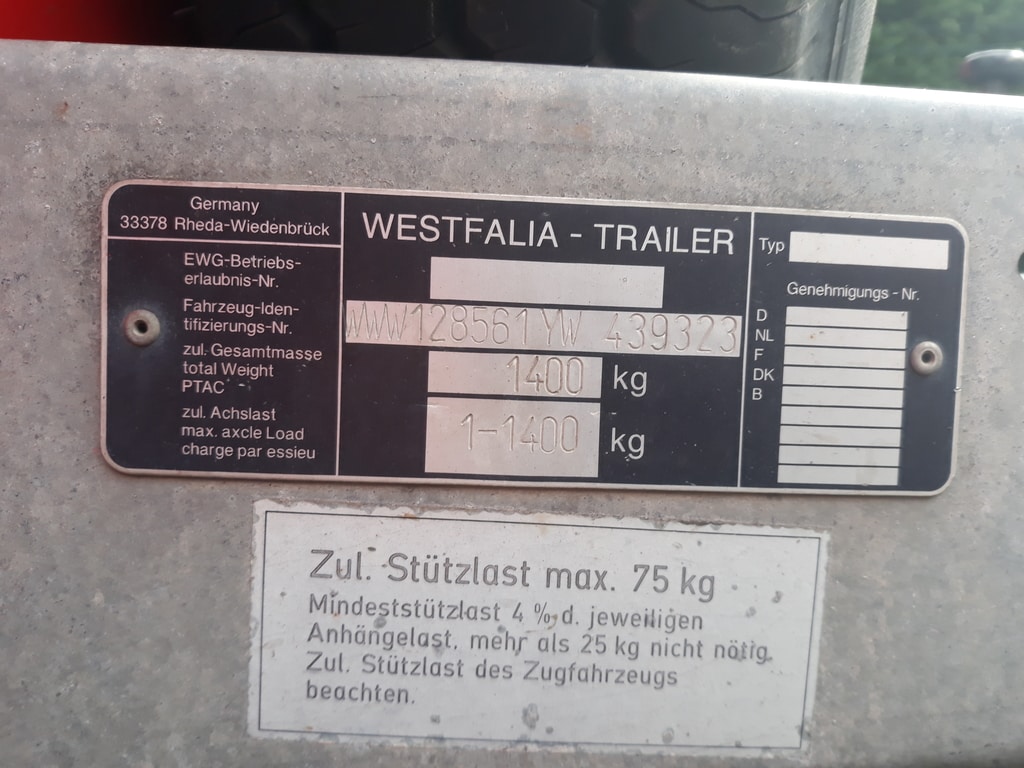 Germany
33378 Rheda-Wiedenbrück
EWG-Betriebs-
erlaubnis-Nr.
Fahrzeug-Iden-
tifizierungs-Nr.
zul. Gesamtmasse
total Weight
PTAC
zul. Achslast
max. axcle Load
charge par essieu
WESTFALIA - TRAILER
WWW128561YW 439323
1400 kg
1-1400 kg
Typ
Genehmigungs - Nr.
D
NL
F
DK
B
Zul. Stützlast max. 75 kg
Mindeststützlast 4 % d. jeweiligen
Anhängelast, mehr als 25 kg nicht nötig.
Zul. Stützlast des Zugfahrzeugs
beachten.